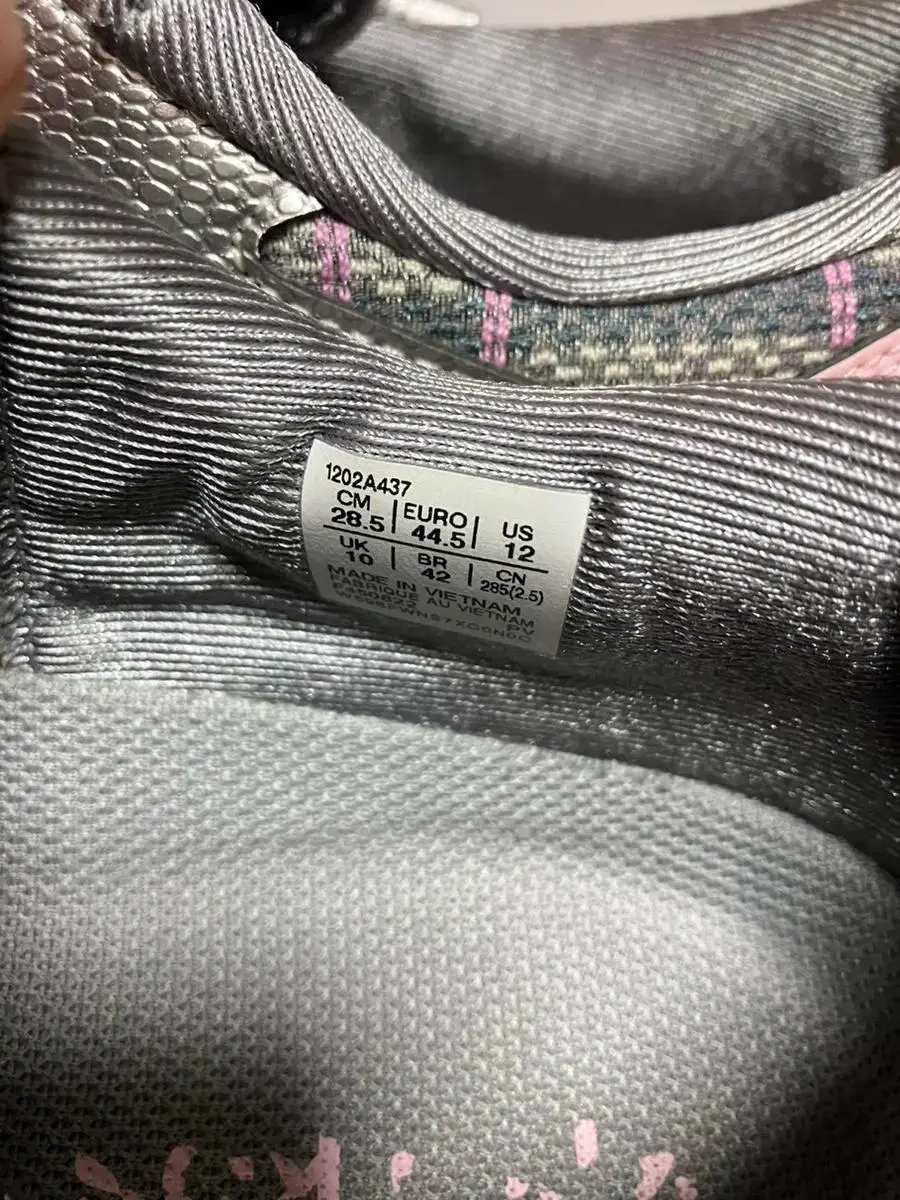 1202A437
CM 28.5 | EURO 44.5 | US 12
UK 10 | BR 42 | CN 285(2.5)
MADE IN VIETNAM
FABRIQUE AU VIETNAM
PV